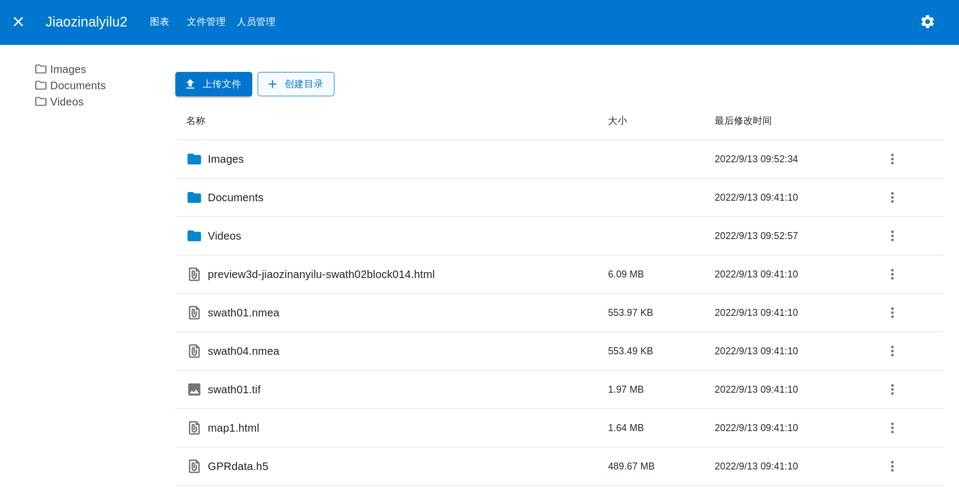 Jiaozinalyilu2 图表 文件管理 人员管理
Images
Documents
Videos
上传文件 创建目录
名称 大小 最后修改时间
Images 2022/9/13 09:52:34
Documents 2022/9/13 09:41:10
Videos 2022/9/13 09:52:57
preview3d-jiaozinanyilu-swath02block014.html 6.09 MB 2022/9/13 09:41:10
swath01.nmea 553.97 KB 2022/9/13 09:41:10
swath04.nmea 553.49 KB 2022/9/13 09:41:10
swath01.tif 1.97 MB 2022/9/13 09:41:10
map1.html 1.64 MB 2022/9/13 09:41:10
GPRdata.h5 489.67 MB 2022/9/13 09:41:10